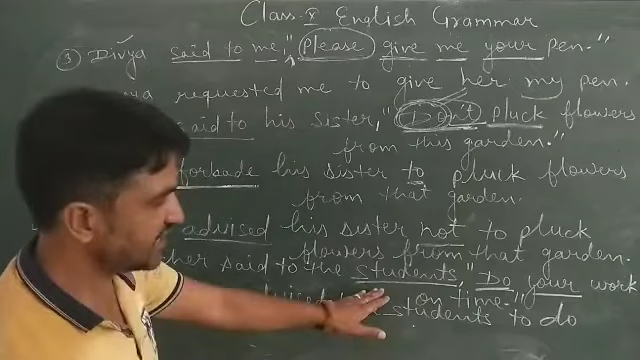 Class-X English Grammar
③ Divya said to me, "Please give me your pen."
requested me to give her my pen.
said to his sister, "Don't pluck flowers
from this garden."
forbade his sister to pluck flowers
from that garden.
advised his sister not to pluck
flowers from that garden.
said to the students, "Do your work
on time."
students to do